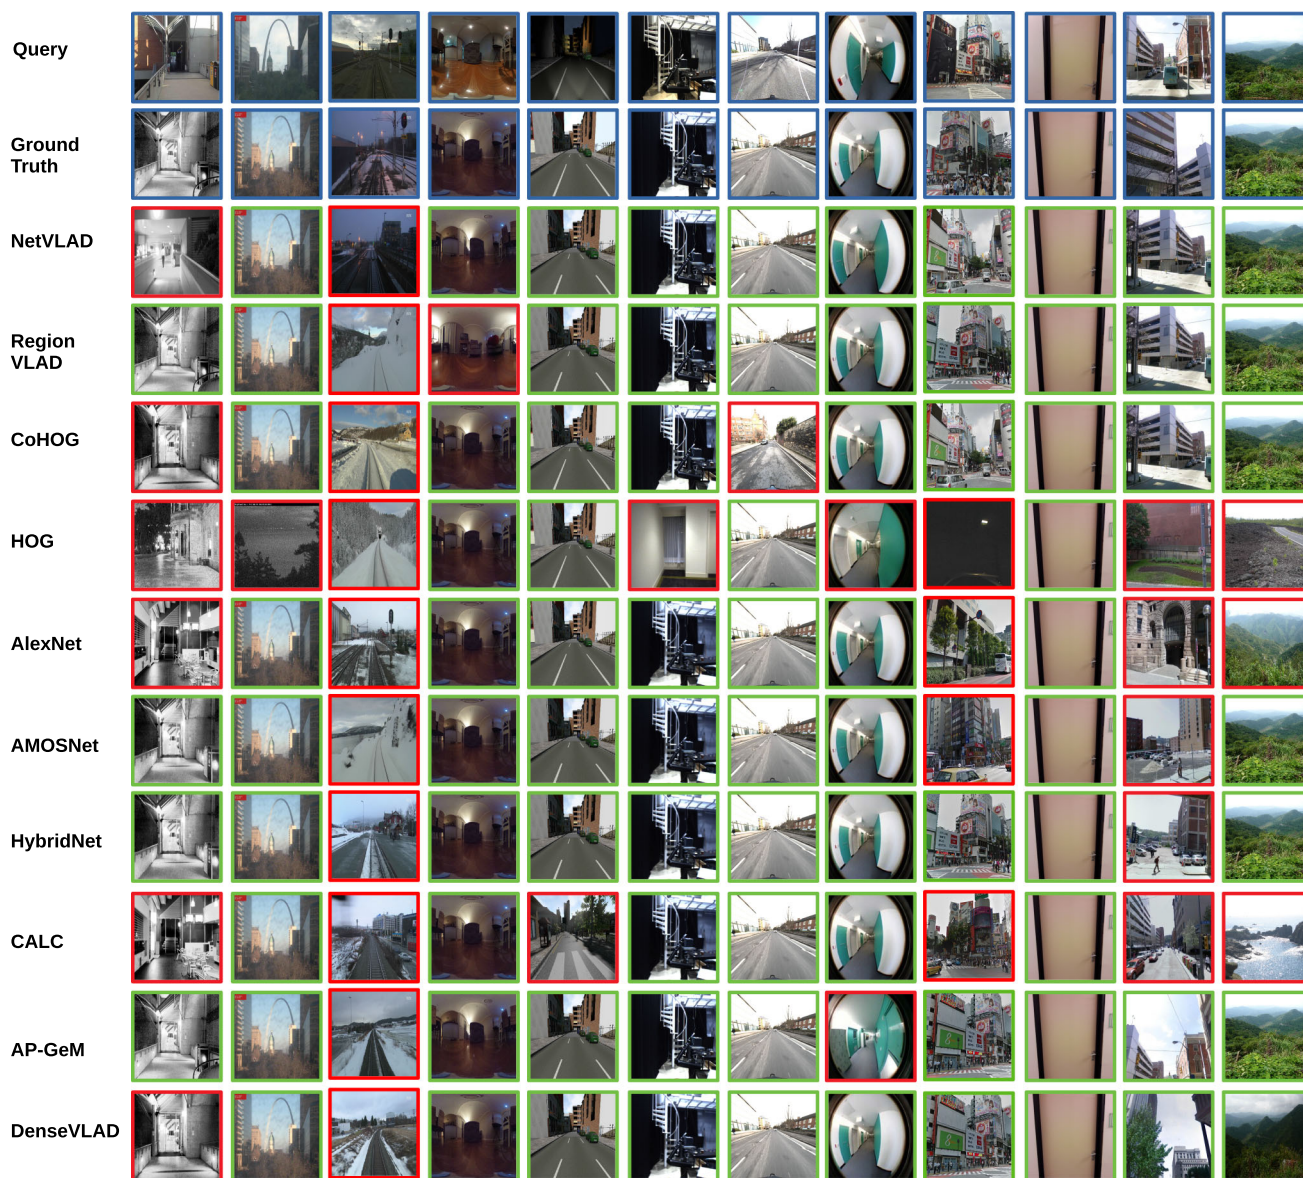 Query
Ground
Truth
NetVLAD
Region
VLAD
CoHOG
HOG
AlexNet
AMOSNet
HybridNet
CALC
AP-GeM
DenseVLAD